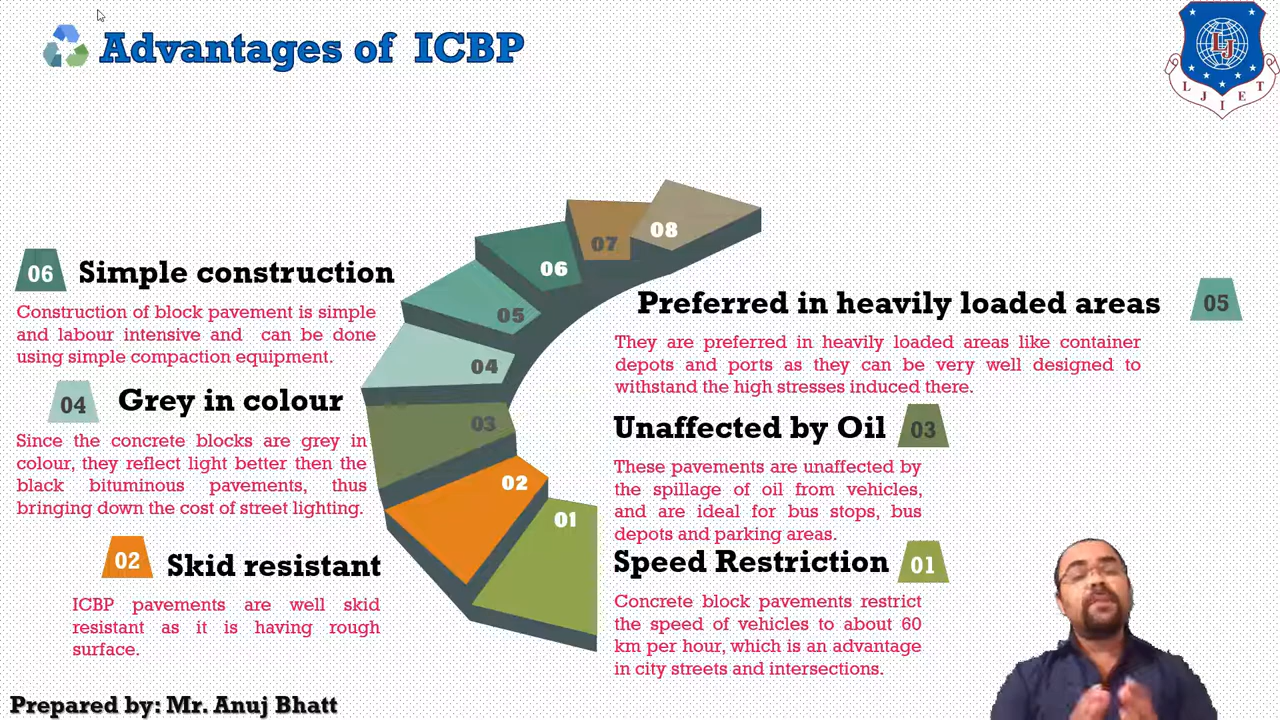 Advantages of ICBP
L J I E T
LJ
08
07
06
05
04
03
02
01
06 Simple construction
Construction of block pavement is simple
and labour intensive and can be done
using simple compaction equipment.
04 Grey in colour
Since the concrete blocks are grey in
colour, they reflect light better then the
black bituminous pavements, thus
bringing down the cost of street lighting.
02 Skid resistant
ICBP pavements are well skid
resistant as it is having rough
surface.
Preferred in heavily loaded areas 05
They are preferred in heavily loaded areas like container
depots and ports as they can be very well designed to
withstand the high stresses induced there.
Unaffected by Oil 03
These pavements are unaffected by
the spillage of oil from vehicles,
and are ideal for bus stops, bus
depots and parking areas.
Speed Restriction 01
Concrete block pavements restrict
the speed of vehicles to about 60
km per hour, which is an advantage
in city streets and intersections.
Prepared by: Mr. Anuj Bhatt